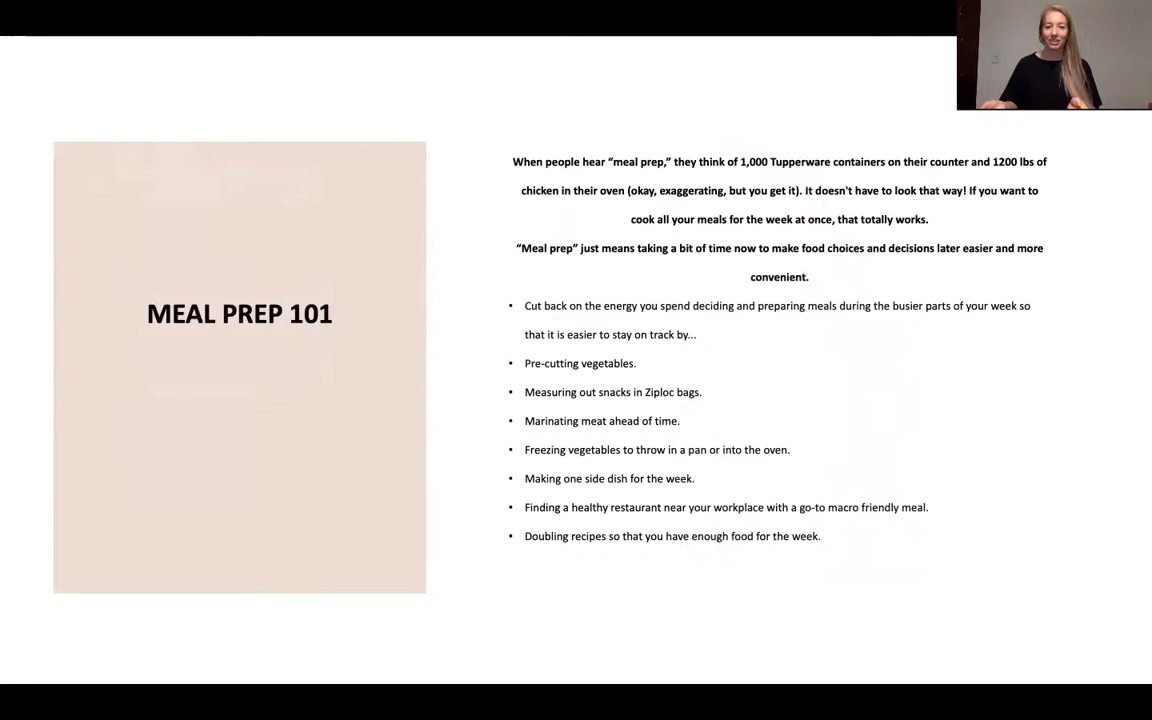 MEAL PREP 101
When people hear “meal prep,” they think of 1,000 Tupperware containers on their counter and 1200 lbs of
chicken in their oven (okay, exaggerating, but you get it). It doesn't have to look that way! If you want to
cook all your meals for the week at once, that totally works.
“Meal prep” just means taking a bit of time now to make food choices and decisions later easier and more
convenient.
• Cut back on the energy you spend deciding and preparing meals during the busier parts of your week so
that it is easier to stay on track by...
• Pre-cutting vegetables.
• Measuring out snacks in Ziploc bags.
• Marinating meat ahead of time.
• Freezing vegetables to throw in a pan or into the oven.
• Making one side dish for the week.
• Finding a healthy restaurant near your workplace with a go-to macro friendly meal.
• Doubling recipes so that you have enough food for the week.